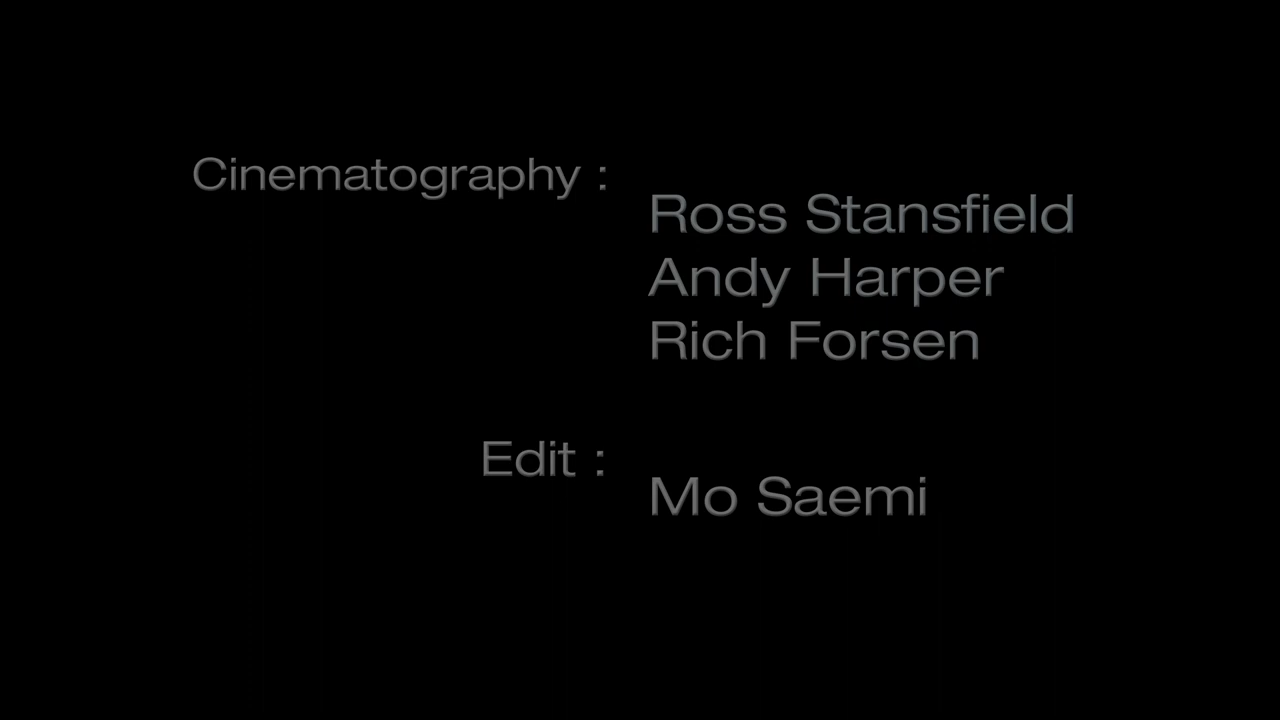 Cinematography :
Ross Stansfield
Andy Harper
Rich Forsen
Edit :
Mo Saemi